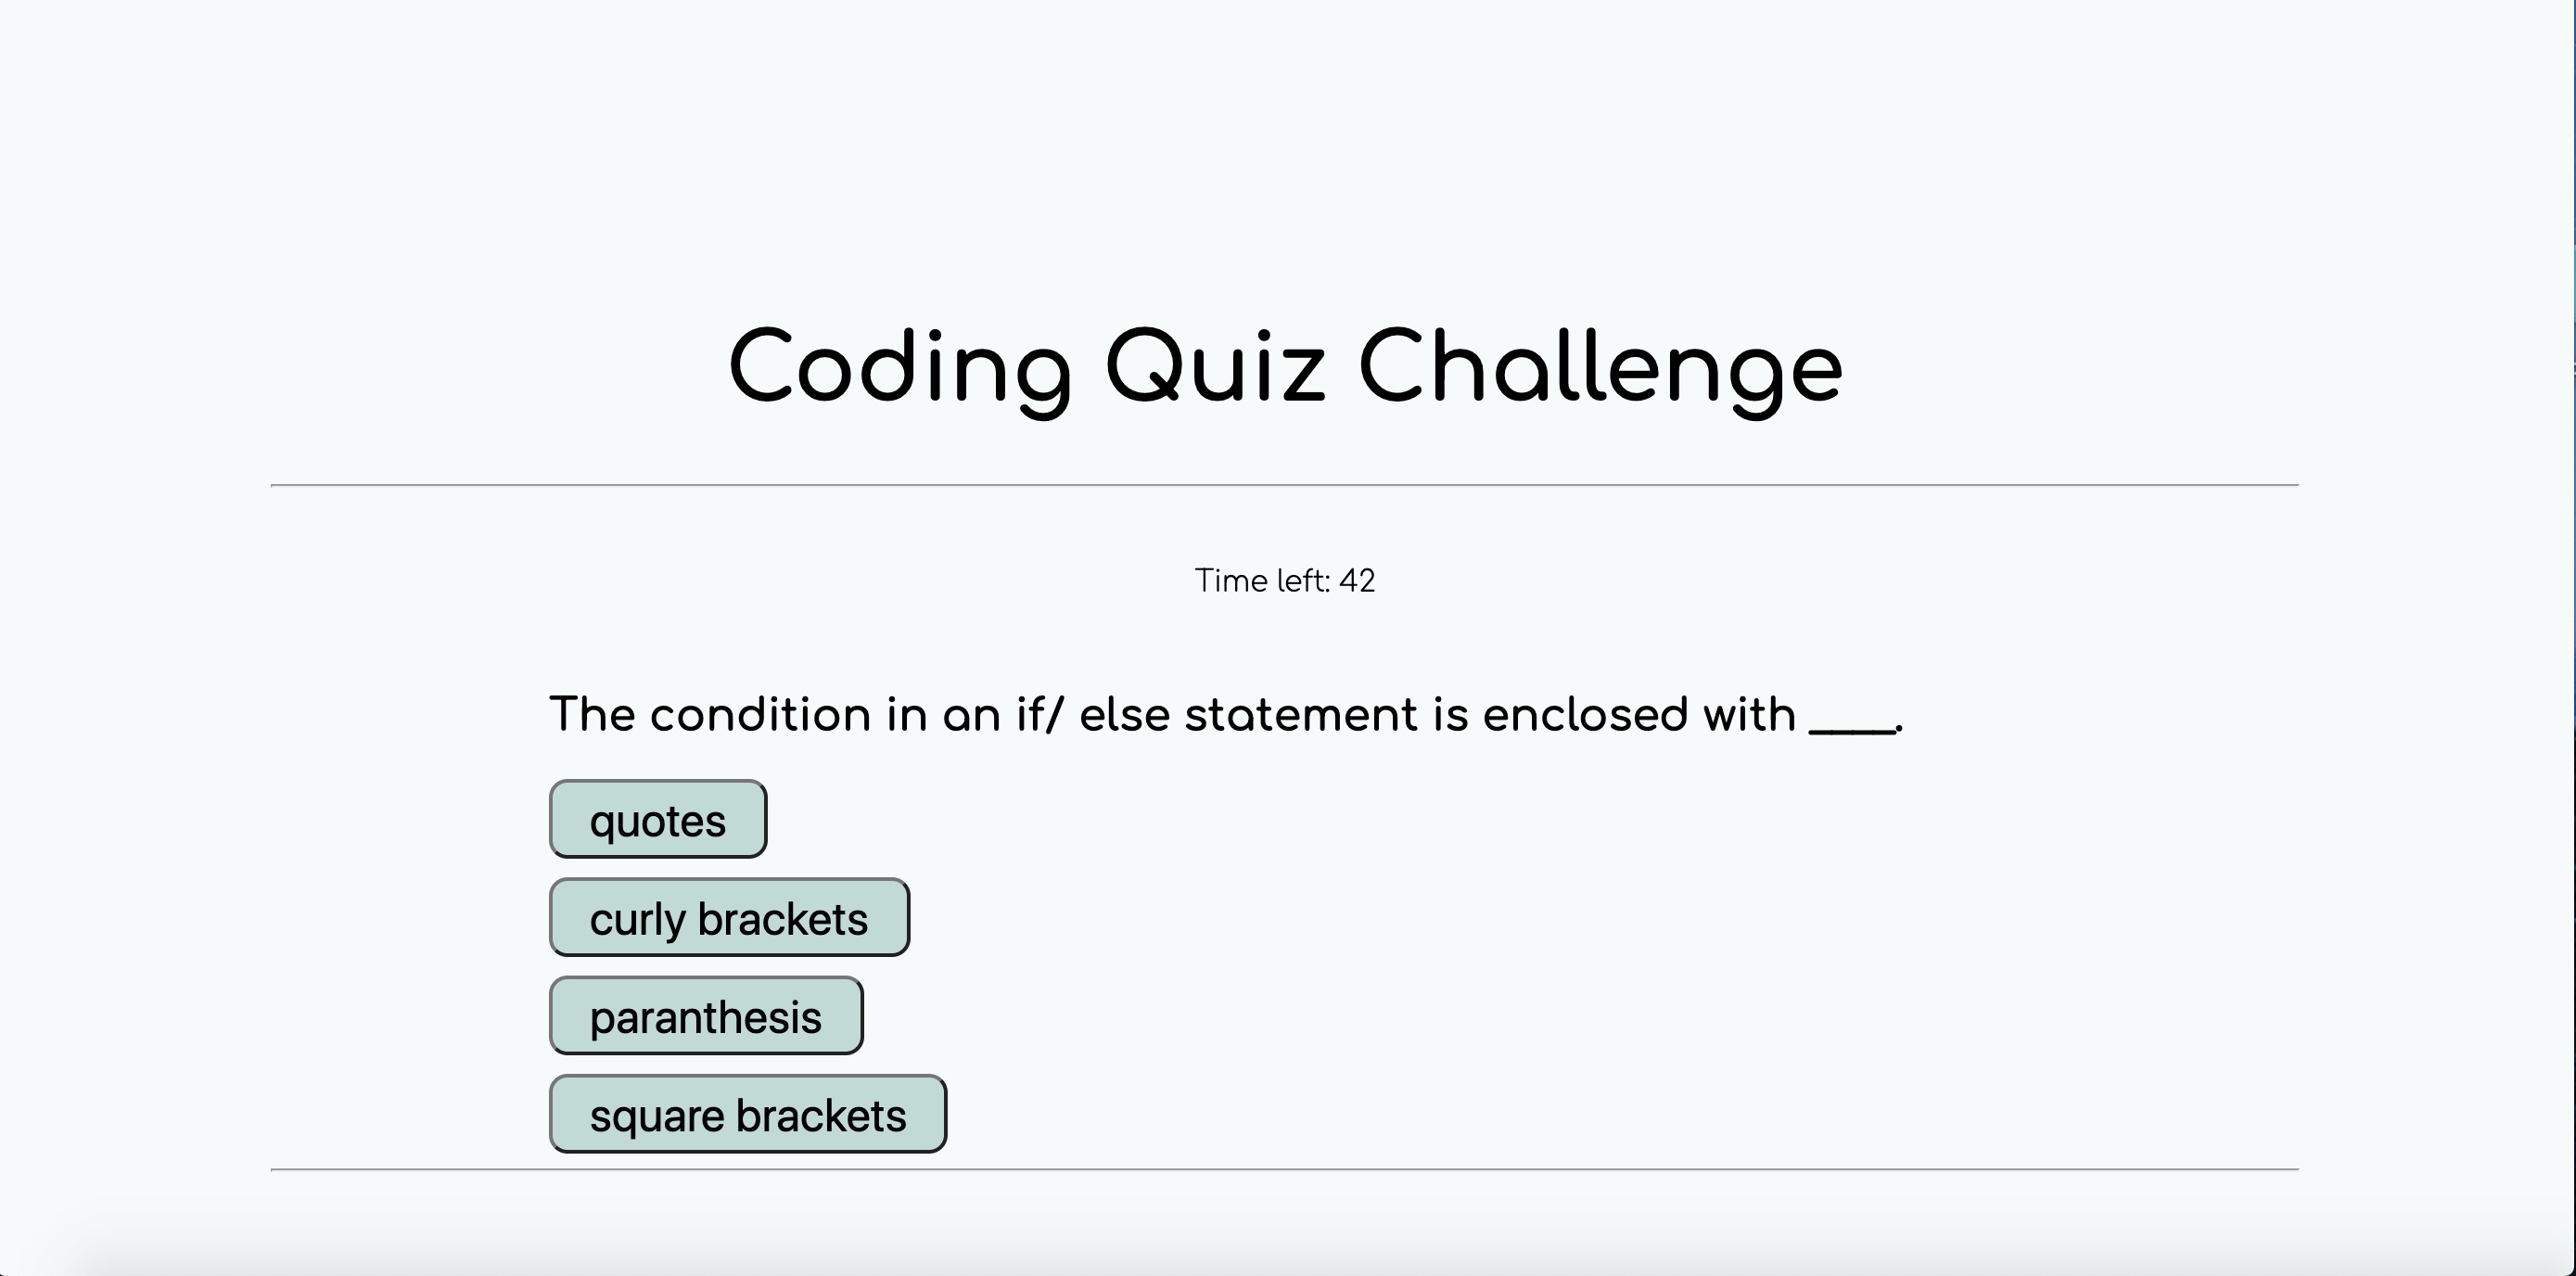 Coding Quiz Challenge
Time left: 42
The condition in an if/ else statement is enclosed with ____.
quotes
curly brackets
paranthesis
square brackets